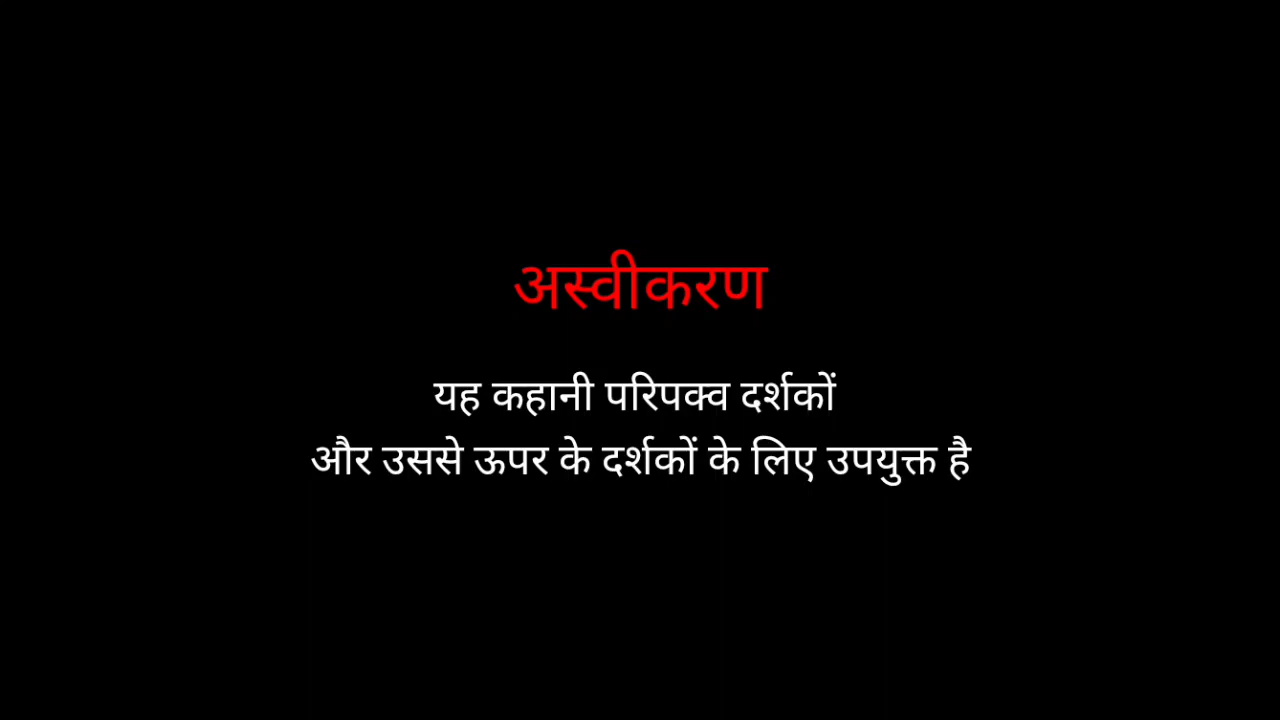 अस्वीकरण
यह कहानी परिपक्व दर्शकों
और उससे ऊपर के दर्शकों के लिए उपयुक्त है